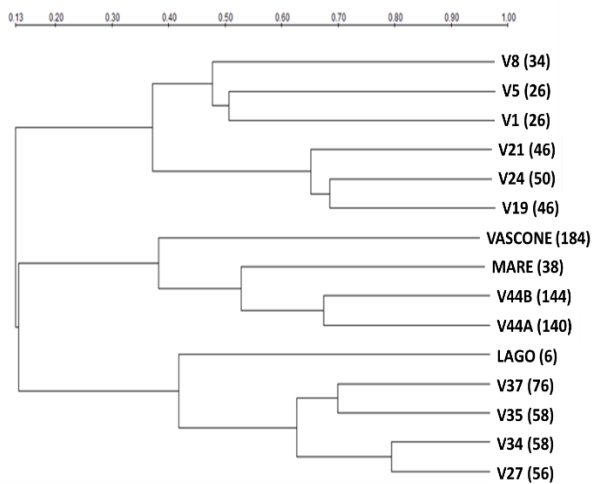 0.13 0.20 0.30 0.40 0.50 0.60 0.70 0.80 0.90 1.00
V8 (34)
V5 (26)
V1 (26)
V21 (46)
V24 (50)
V19 (46)
VASCONE (184)
MARE (38)
V44B (144)
V44A (140)
LAGO (6)
V37 (76)
V35 (58)
V34 (58)
V27 (56)